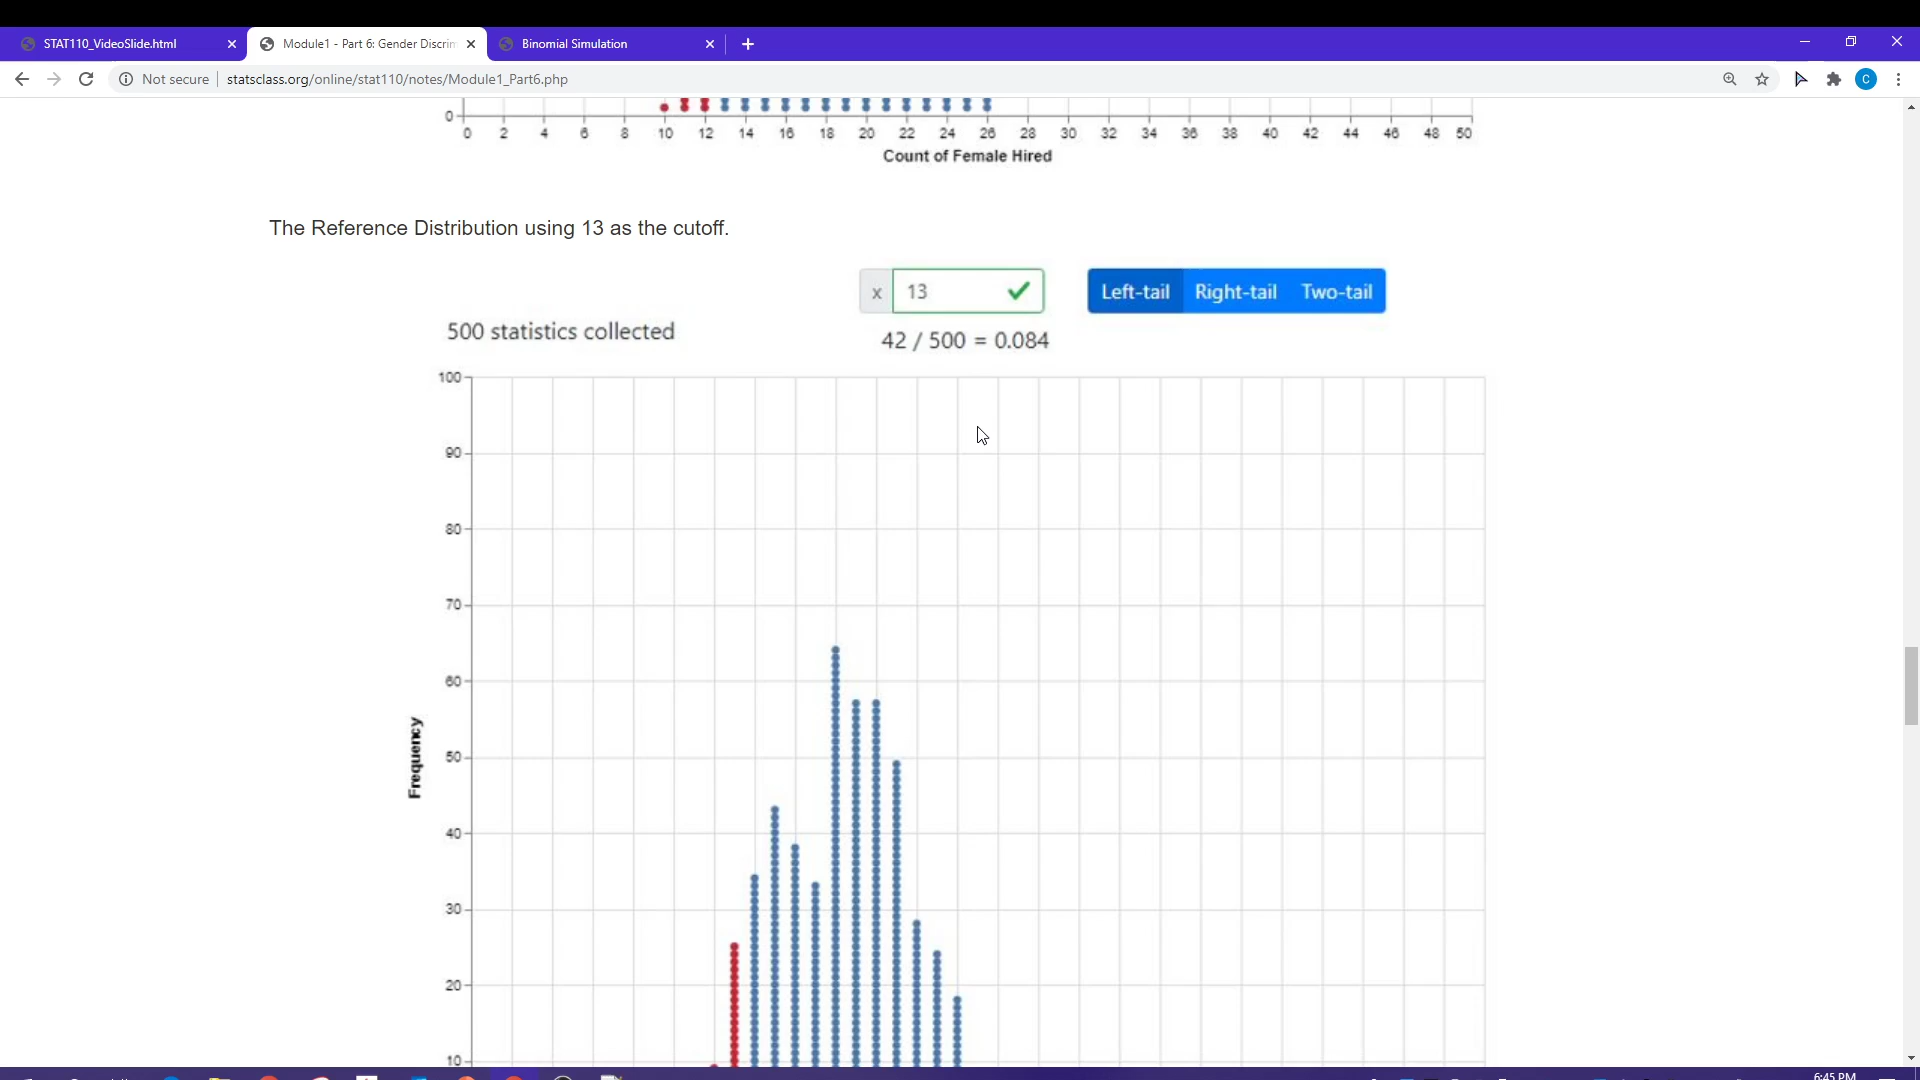 STAT110_VideoSlide.html
Module1 - Part 6: Gender Discrim
Binomial Simulation
Not secure
statsclass.org/online/stat110/notes/Module1_Part6.php
C
0
0 2 4 6 8 10 12 14 16 18 20 22 24 26 28 30 32 34 36 38 40 42 44 46 48 50
Count of Female Hired
The Reference Distribution using 13 as the cutoff.
x 13
Left-tail Right-tail Two-tail
500 statistics collected
42 / 500 = 0.084
100
90
80
70
60
50
40
30
20
10
Frequency
6:45 PM